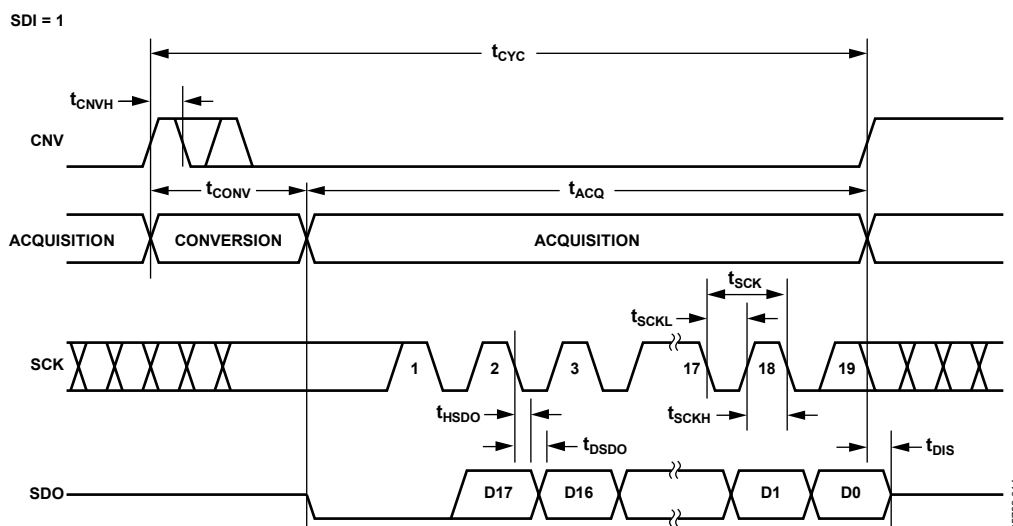 SDI = 1
tCYC
tCNVH
CNV
tCONV
tACQ
ACQUISITION
CONVERSION
ACQUISITION
tSCK
tSCKL
SCK
1
2
3
17
18
19
tHSDO
tSCKH
tDSDO
tDIS
SDO
D17
D16
D1
D0